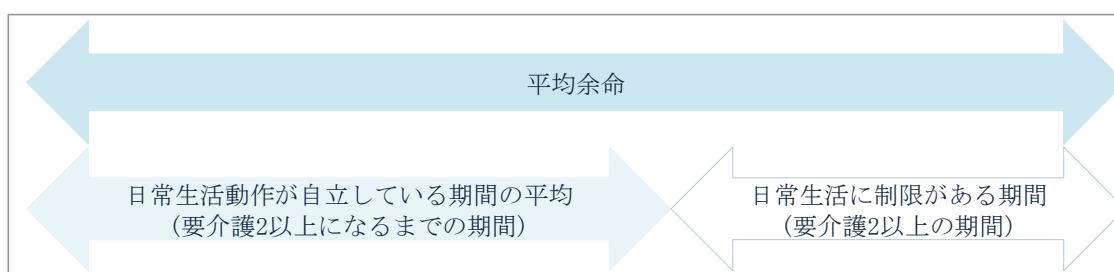 平均余命
日常生活動作が自立している期間の平均
(要介護2以上になるまでの期間)
日常生活に制限がある期間
(要介護2以上の期間)